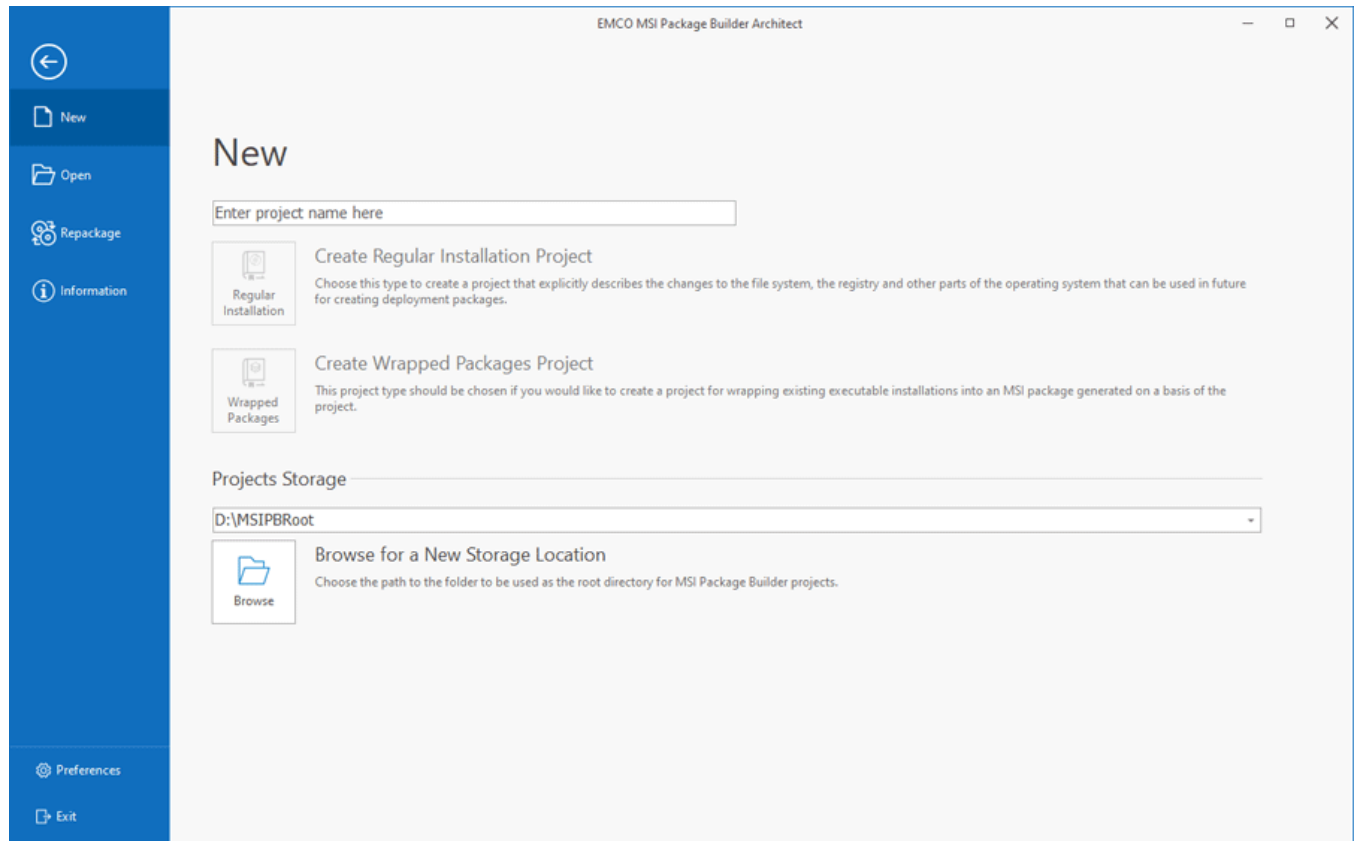 EMCO MSI Package Builder Architect
New
Open
Repackage
Information
Preferences
Exit
New
Enter project name here
Regular
Installation
Create Regular Installation Project
Choose this type to create a project that explicitly describes the changes to the file system, the registry and other parts of the operating system that can be used in future
for creating deployment packages.
Wrapped
Packages
Create Wrapped Packages Project
This project type should be chosen if you would like to create a project for wrapping existing executable installations into an MSI package generated on a basis of the
project.
Projects Storage
D:\MSIPBRoot
Browse
Browse for a New Storage Location
Choose the path to the folder to be used as the root directory for MSI Package Builder projects.